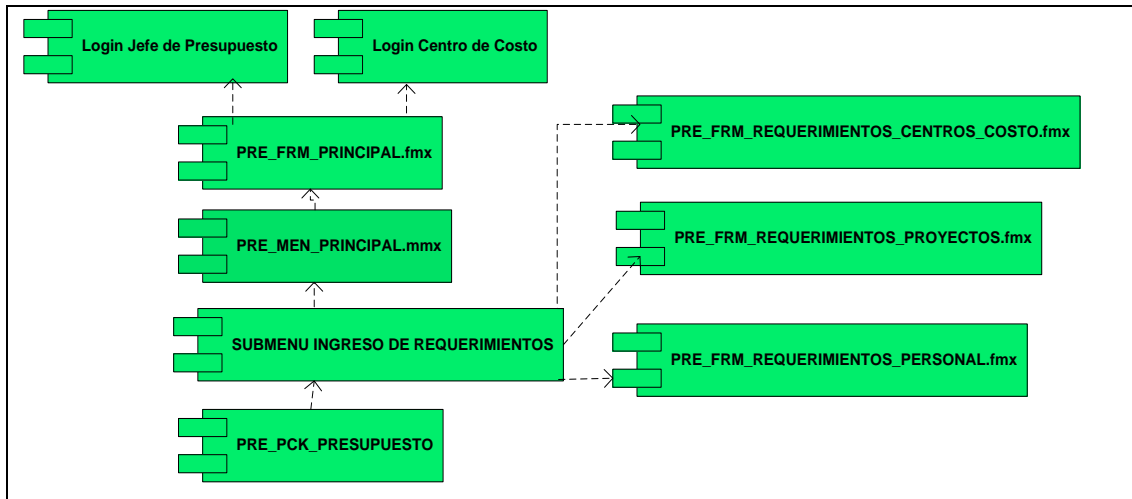 Login Jefe de Presupuesto
Login Centro de Costo
PRE_FRM_PRINCIPAL.fmx
PRE_FRM_REQUERIMIENTOS_CENTROS_COSTO.fmx
PRE_MEN_PRINCIPAL.mmx
PRE_FRM_REQUERIMIENTOS_PROYECTOS.fmx
SUBMENU INGRESO DE REQUERIMIENTOS
PRE_FRM_REQUERIMIENTOS_PERSONAL.fmx
PRE_PCK_PRESUPUESTO